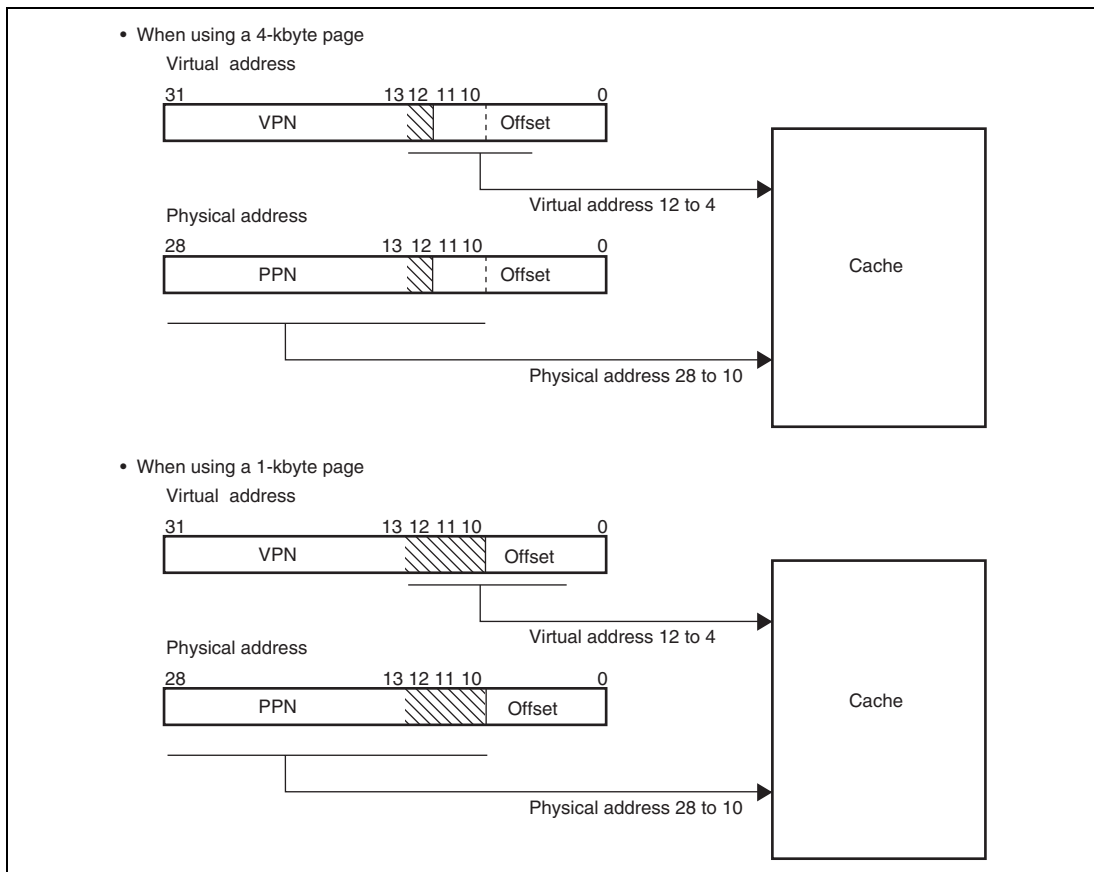 • When using a 4-kbyte page
Virtual address
31 13 12 11 10 0
VPN Offset
Virtual address 12 to 4
Physical address
28 13 12 11 10 0
PPN Offset
Cache
Physical address 28 to 10
• When using a 1-kbyte page
Virtual address
31 13 12 11 10 0
VPN Offset
Virtual address 12 to 4
Physical address
28 13 12 11 10 0
PPN Offset
Cache
Physical address 28 to 10